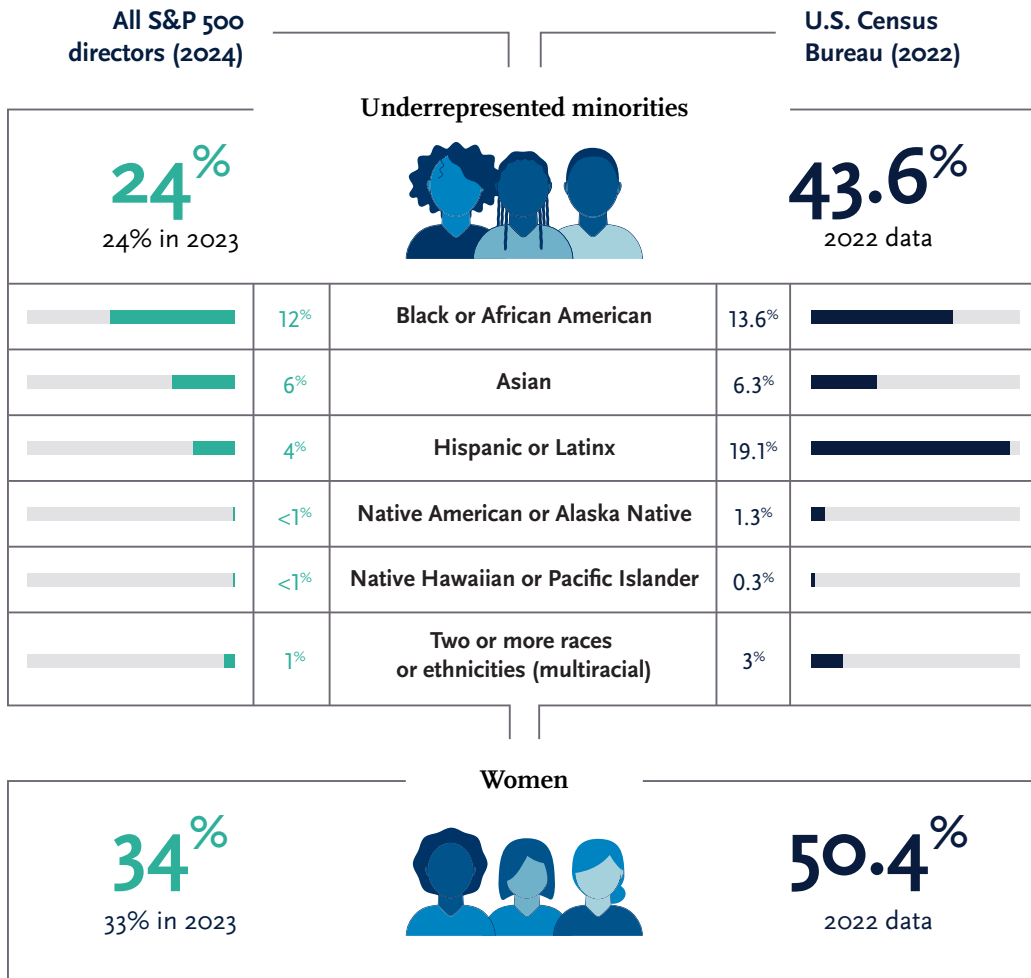 All S&P 500
directors (2024)
U.S. Census
Bureau (2022)
Underrepresented minorities
24%
24% in 2023
43.6%
2022 data
12% Black or African American 13.6%
6% Asian 6.3%
4% Hispanic or Latinx 19.1%
<1% Native American or Alaska Native 1.3%
<1% Native Hawaiian or Pacific Islander 0.3%
1% Two or more races
or ethnicities (multiracial) 3%
Women
34%
33% in 2023
50.4%
2022 data